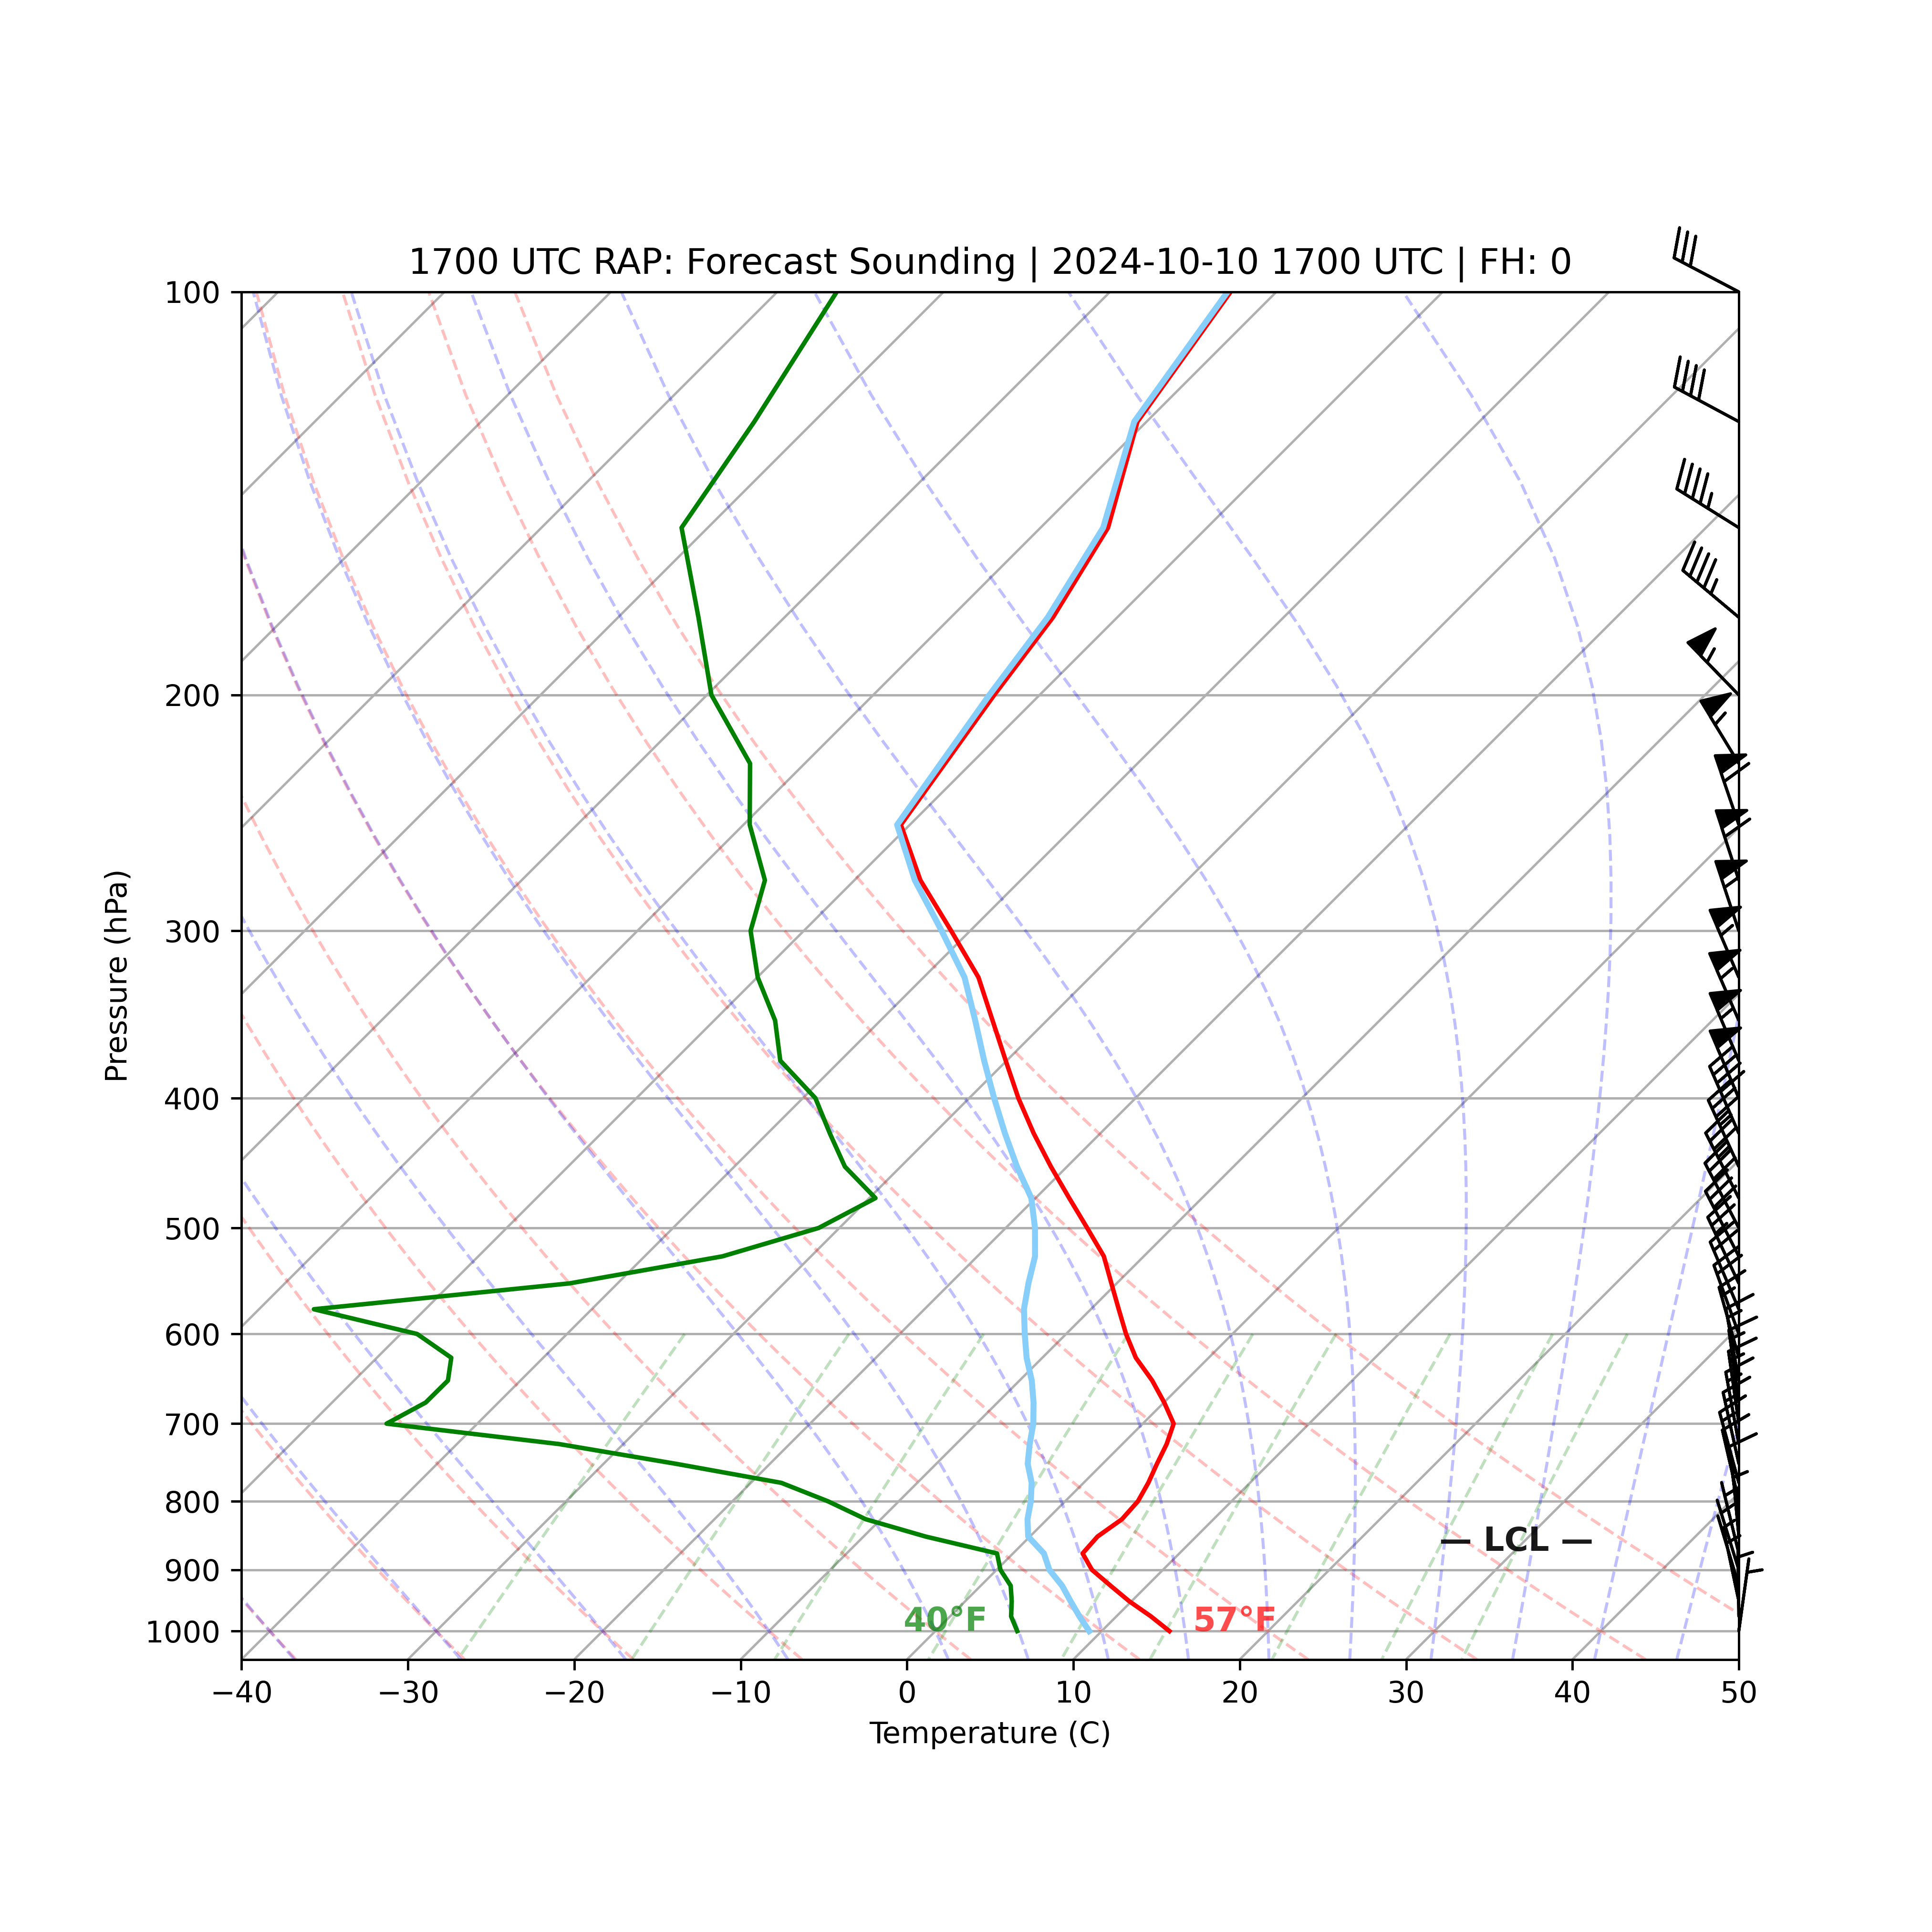 1700 UTC RAP: Forecast Sounding | 2024-10-10 1700 UTC | FH: 0
100
200
300
400
500
600
700
800
900
1000
Pressure (hPa)
— LCL —
40°F
57°F
−40 −30 −20 −10 0 10 20 30 40 50
Temperature (C)